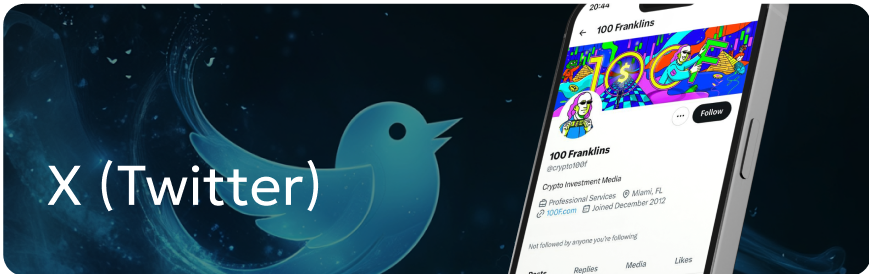 X (Twitter)
20:44
100 Franklins
100F
$
Follow
100 Franklins
@crypto100f
Crypto Investment Media
Professional Services Miami, FL
100F.com Joined December 2012
Not followed by anyone you're following
Posts Replies Media Likes